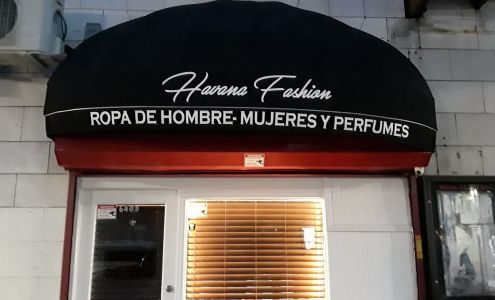 Havana Fashion
ROPA DE HOMBRE- MUJERES Y PERFUMES